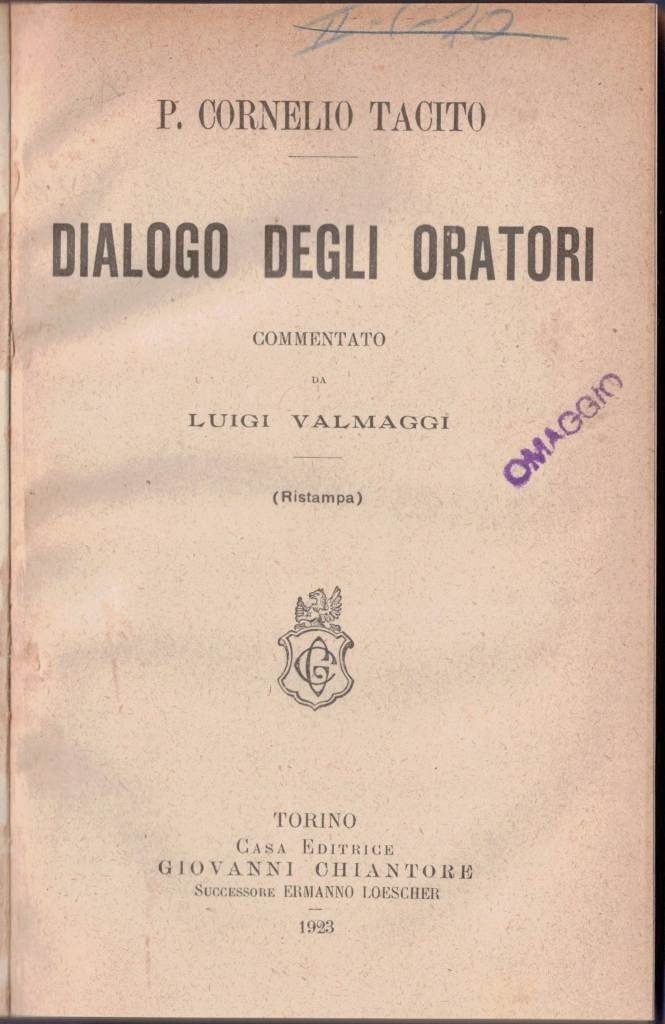 P. CORNELIO TACITO
DIALOGO DEGLI ORATORI
COMMENTATO
DA
LUIGI VALMAGGI
OMAGGIO
(Ristampa)
TORINO
CASA EDITRICE
GIOVANNI CHIANTORE
SUCCESSORE ERMANNO LOESCHER
1923